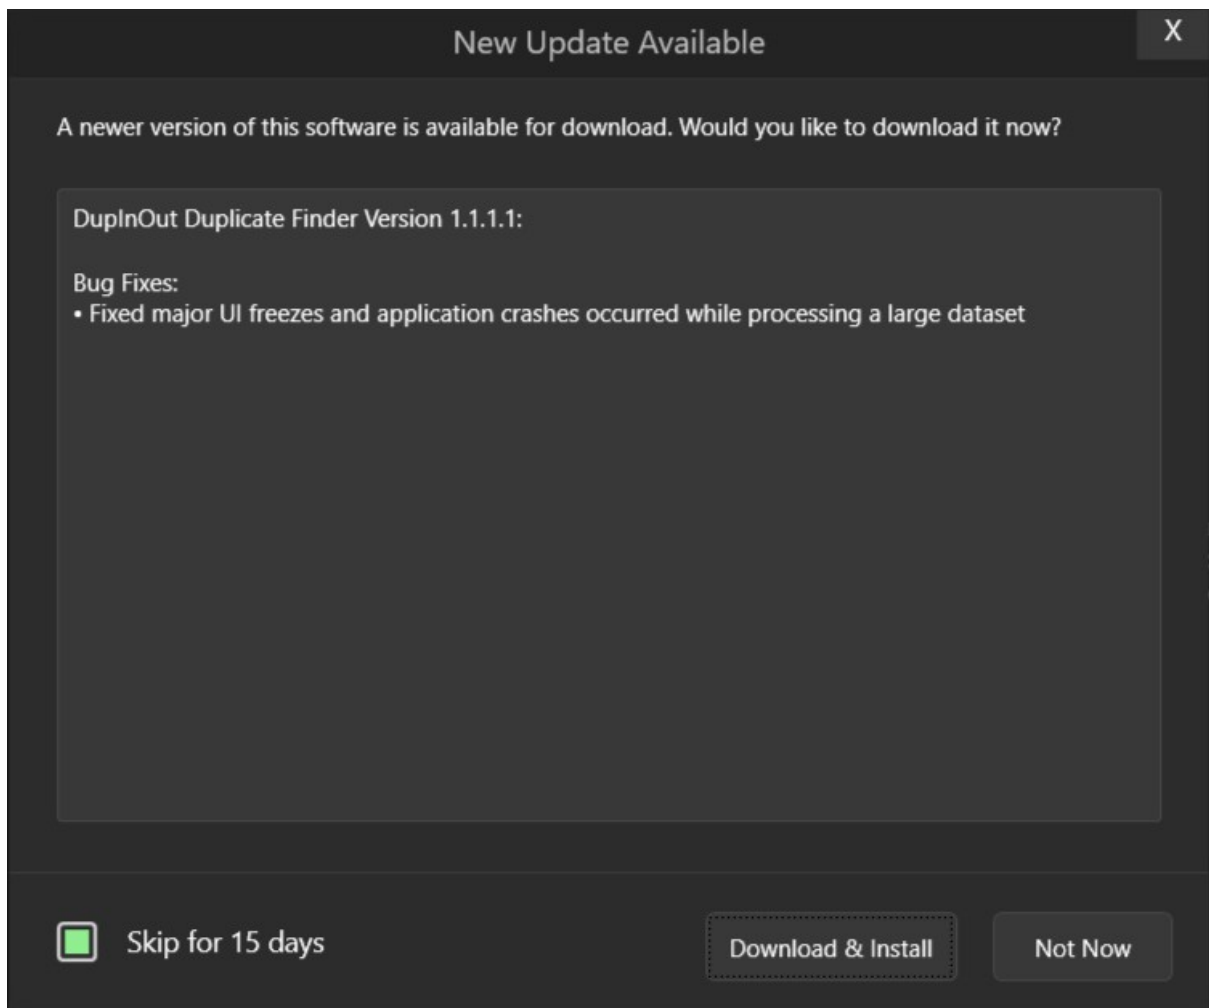 New Update Available
X
A newer version of this software is available for download. Would you like to download it now?
DupInOut Duplicate Finder Version 1.1.1.1:
Bug Fixes:
• Fixed major UI freezes and application crashes occurred while processing a large dataset
Skip for 15 days
Download & Install
Not Now